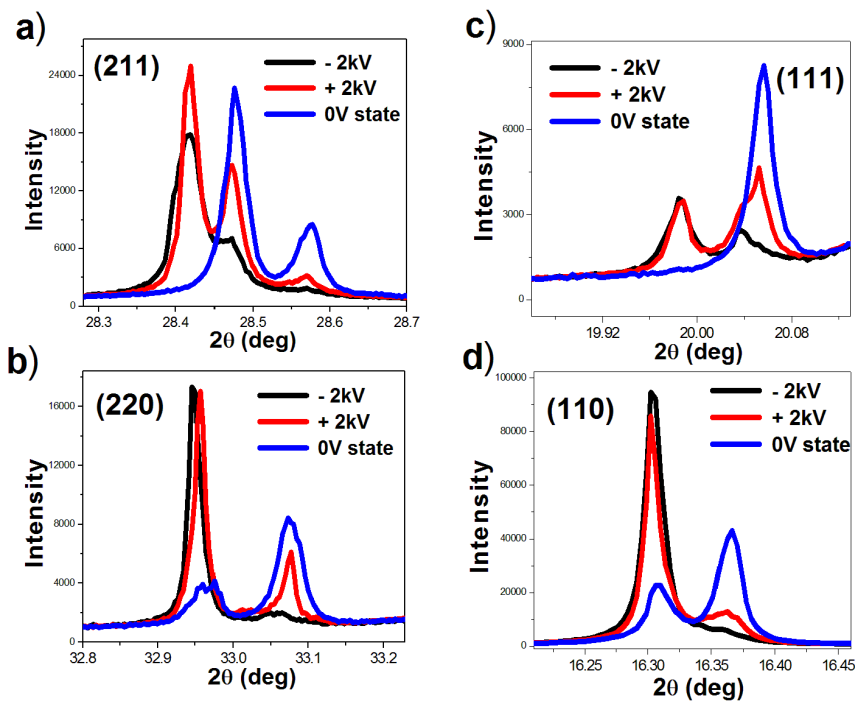 a)
(211)
- 2kV
+ 2kV
0V state
Intensity
24000
18000
12000
6000
0
28.3 28.4 28.5 28.6 28.7
2θ (deg)
c)
(111)
- 2kV
+ 2kV
0V state
Intensity
9000
6000
3000
0
19.92 20.00 20.08
2θ (deg)
b)
(220)
- 2kV
+ 2kV
0V state
Intensity
16000
12000
8000
4000
0
32.8 32.9 33.0 33.1 33.2
2θ (deg)
d)
(110)
- 2kV
+ 2kV
0V state
Intensity
100000
80000
60000
40000
20000
0
16.25 16.30 16.35 16.40 16.45
2θ (deg)